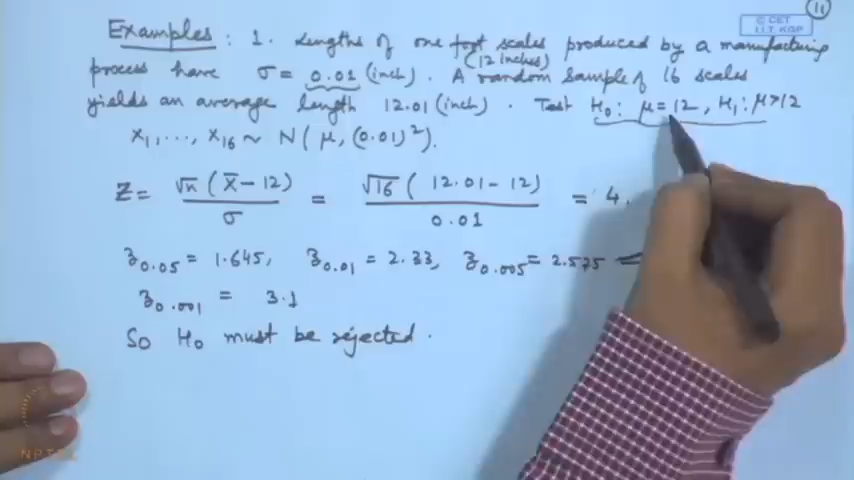 11
© CET
I.I.T. KGP
Examples : 1. Lengths of one foot scales produced by a manufacturing
(12 inches)
process have σ = 0.01 (inch). A random sample of 16 scales
yields an average length 12.01 (inch). Test H₀: μ=12, H₁: μ>12
X₁, ..., X₁₆ ~ N(μ, (0.01)²).
Z = √n (X̄ - 12) / σ = √16 (12.01 - 12) / 0.01 = 4.
z₀.₀₅ = 1.645, z₀.₀₁ = 2.33, z₀.₀₀₅ = 2.575
z₀.₀₀₁ = 3.1
So H₀ must be rejected.
NPTEL